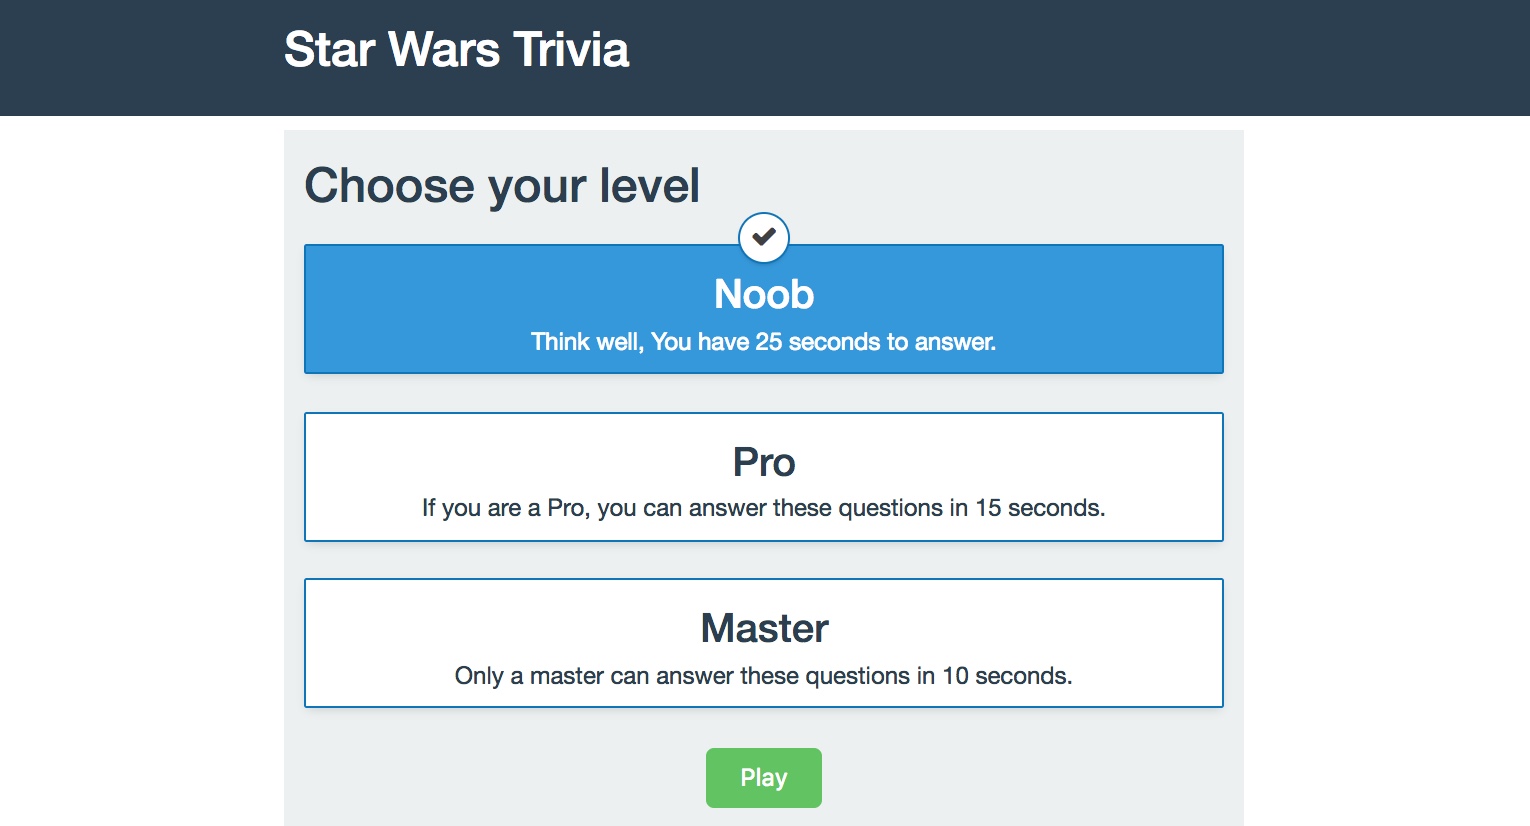 Star Wars Trivia
Choose your level
Noob
Think well, You have 25 seconds to answer.
Pro
If you are a Pro, you can answer these questions in 15 seconds.
Master
Only a master can answer these questions in 10 seconds.
Play